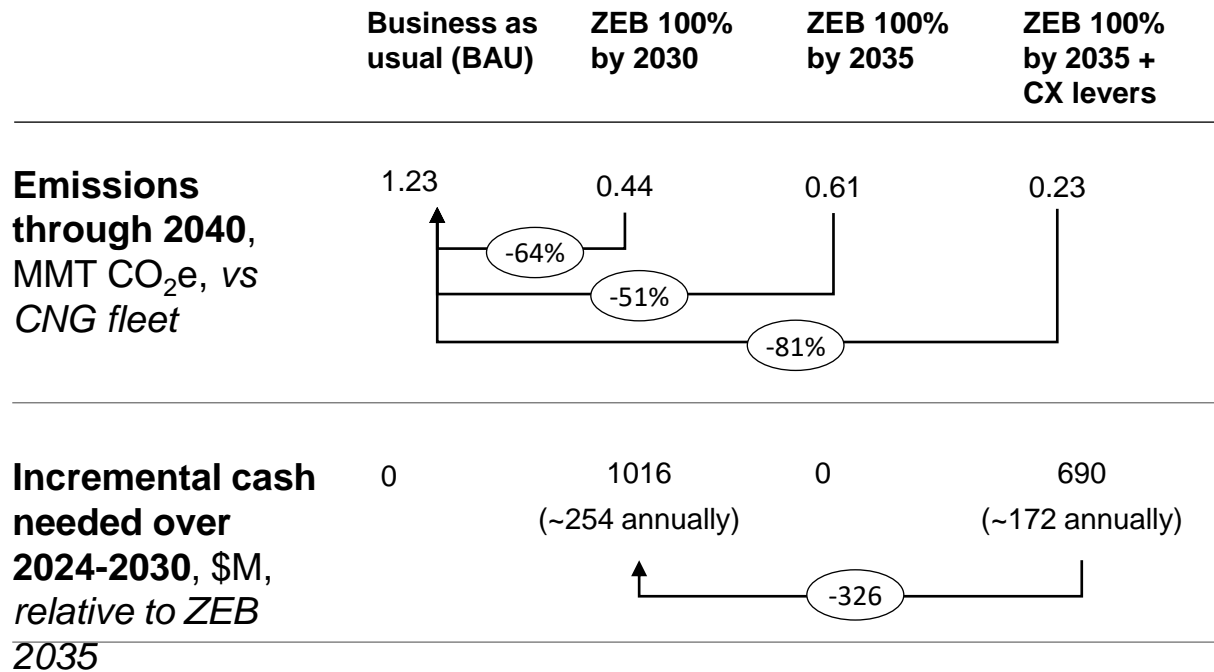 Business as
usual (BAU)
ZEB 100%
by 2030
ZEB 100%
by 2035
ZEB 100%
by 2035 +
CX levers
Emissions
through 2040,
MMT CO₂e, vs
CNG fleet
1.23
0.44
0.61
0.23
-64%
-51%
-81%
Incremental cash
needed over
2024-2030, $M,
relative to ZEB
2035
0
1016
(~254 annually)
0
690
(~172 annually)
-326